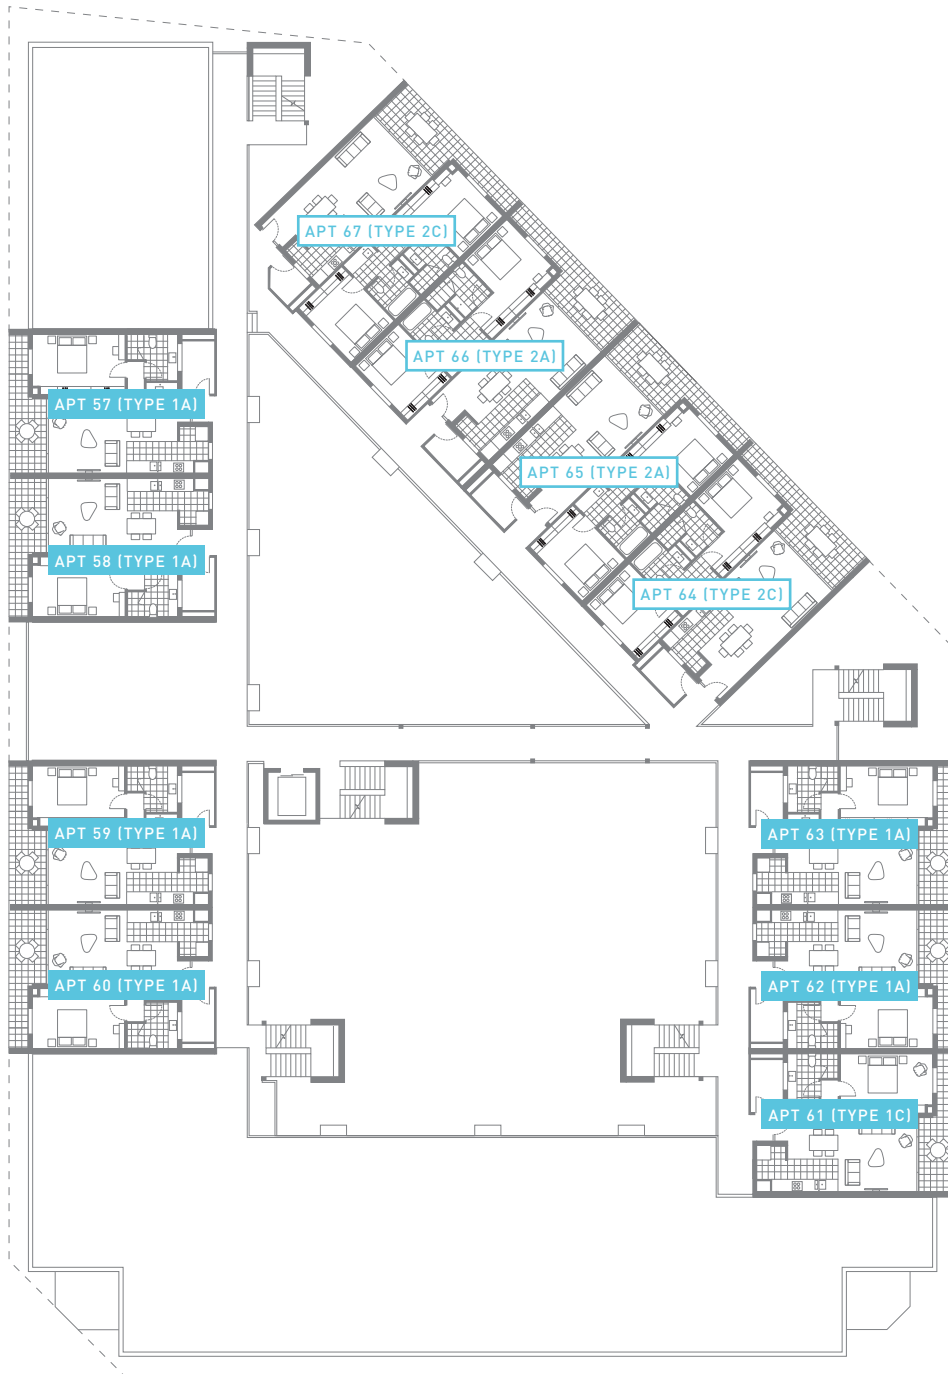 APT 67 (TYPE 2C)
APT 66 (TYPE 2A)
APT 57 (TYPE 1A)
APT 65 (TYPE 2A)
APT 58 (TYPE 1A)
APT 64 (TYPE 2C)
APT 59 (TYPE 1A)
APT 63 (TYPE 1A)
APT 60 (TYPE 1A)
APT 62 (TYPE 1A)
APT 61 (TYPE 1C)